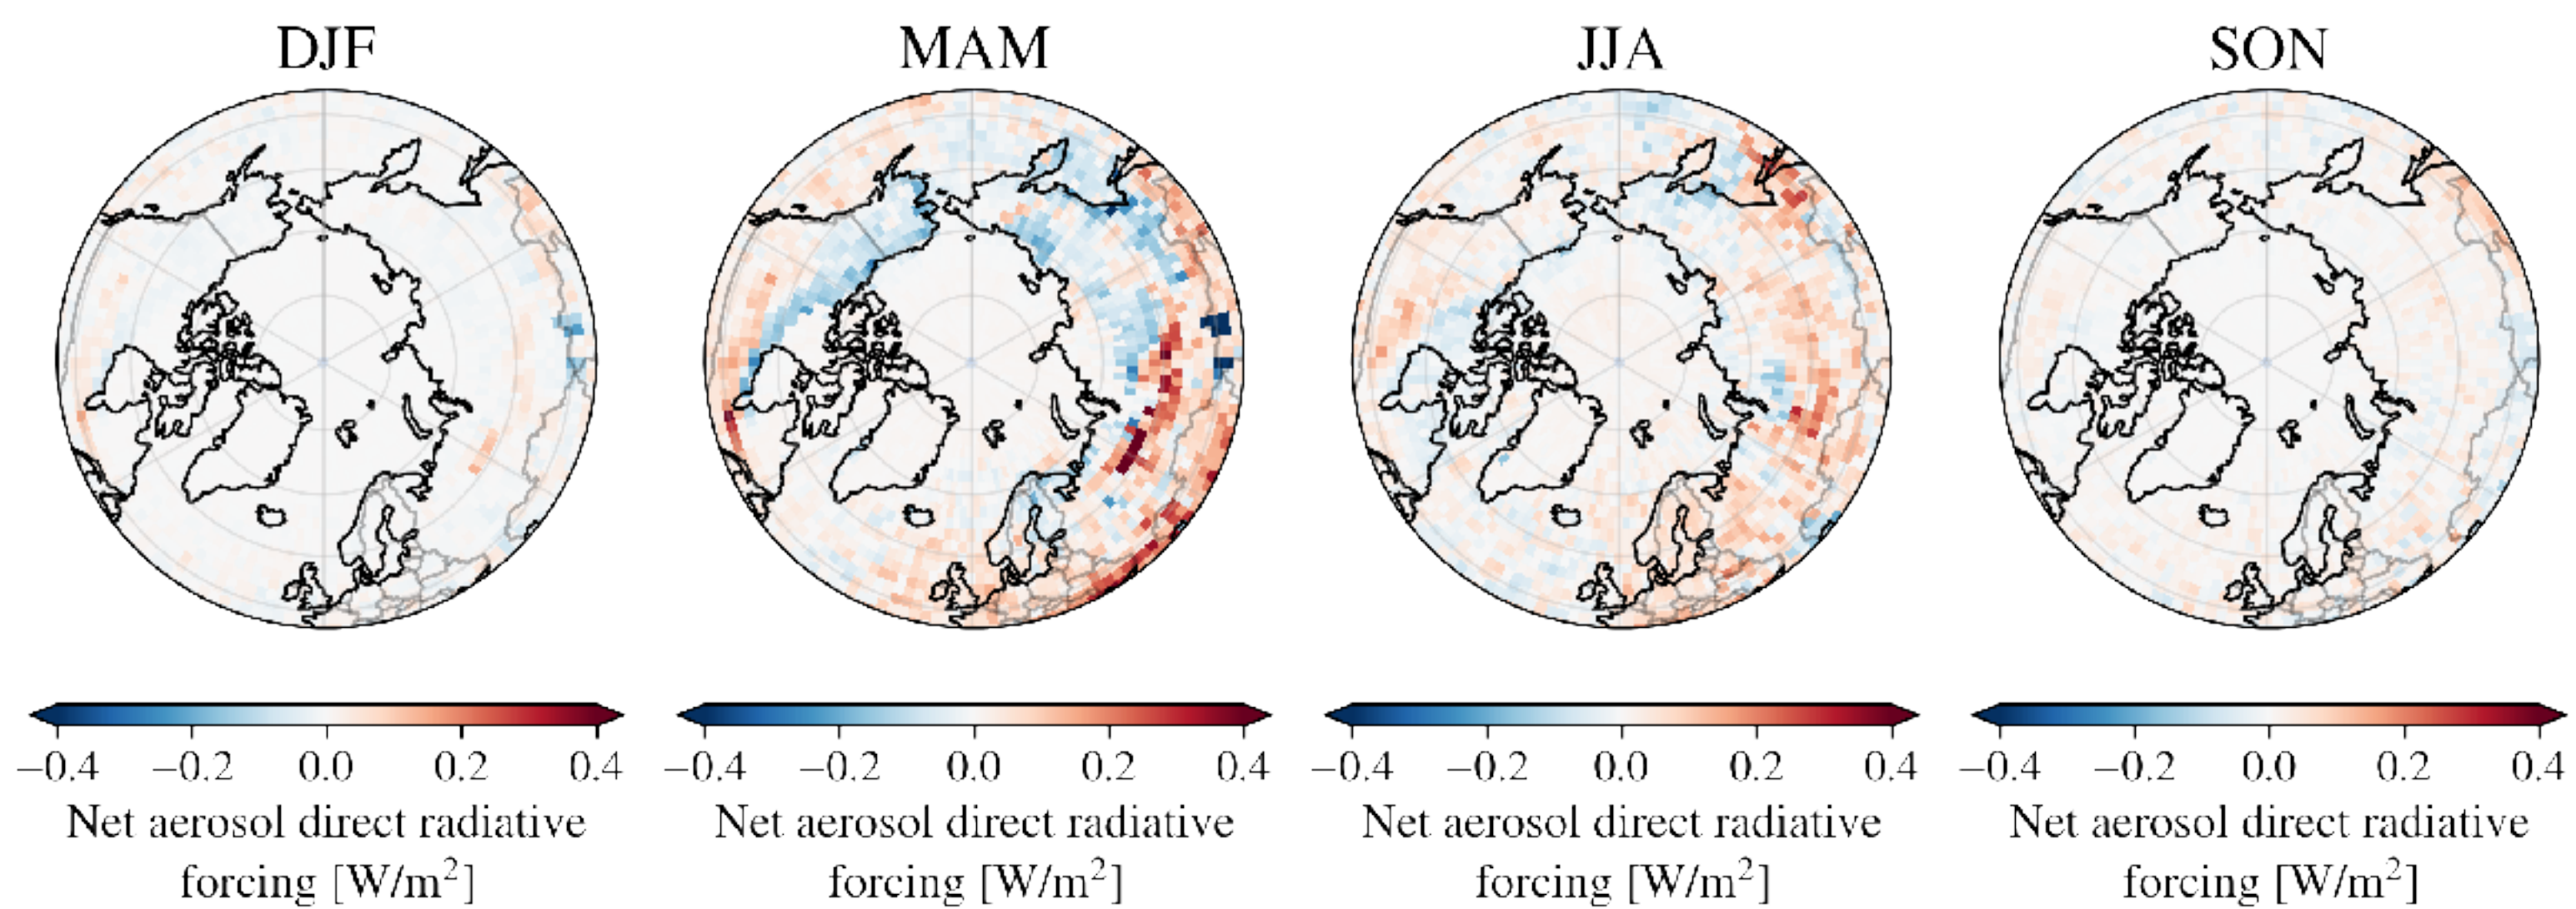 DJF MAM JJA SON
−0.4 −0.2 0.0 0.2 0.4 −0.4 −0.2 0.0 0.2 0.4 −0.4 −0.2 0.0 0.2 0.4 −0.4 −0.2 0.0 0.2 0.4
Net aerosol direct radiative Net aerosol direct radiative Net aerosol direct radiative Net aerosol direct radiative
forcing [W/m²] forcing [W/m²] forcing [W/m²] forcing [W/m²]